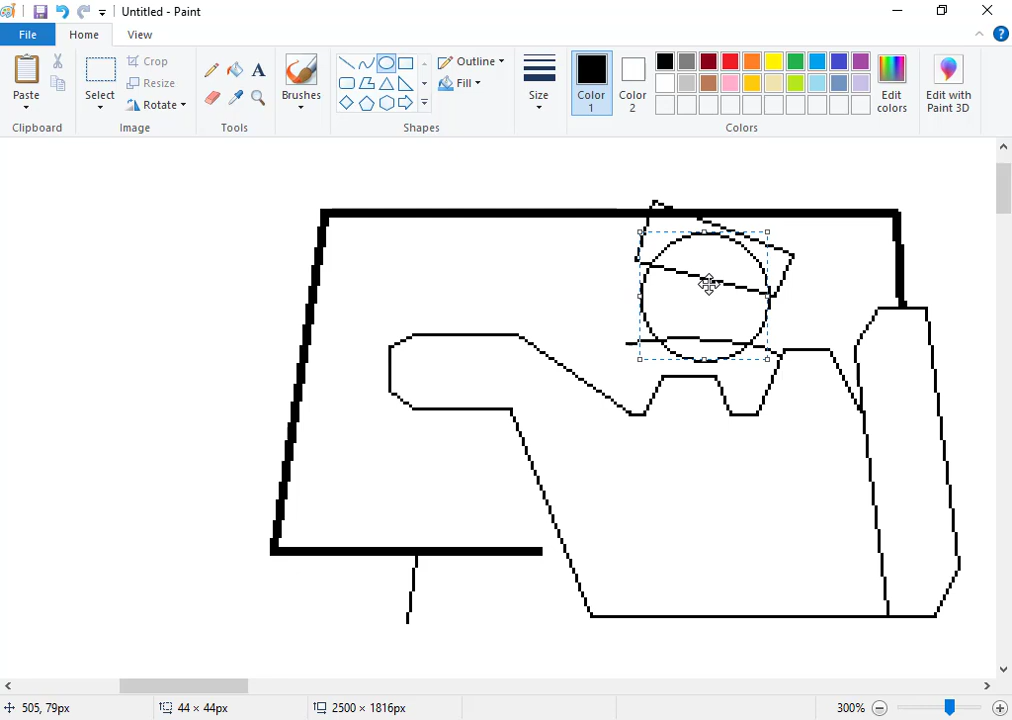 Untitled - Paint
File Home View
Paste
Clipboard
Select
Crop
Resize
Rotate
Image
A
Tools
Brushes
Outline
Fill
Shapes
Size
Color 1
Color 2
Edit colors
Colors
Edit with Paint 3D
505, 79px 44 × 44px 2500 × 1816px 300%